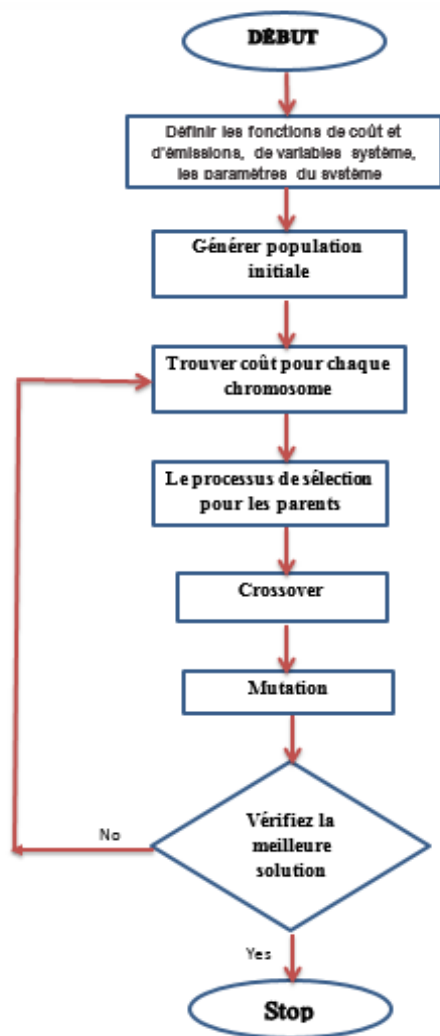 DÉBUT
Définir les fonctions de coût et
d'émissions, de variables système,
les paramètres du système
Générer population
initiale
Trouver coût pour chaque
chromosome
Le processus de sélection
pour les parents
Crossover
Mutation
Vérifiez la
meilleure
solution
No
Yes
Stop